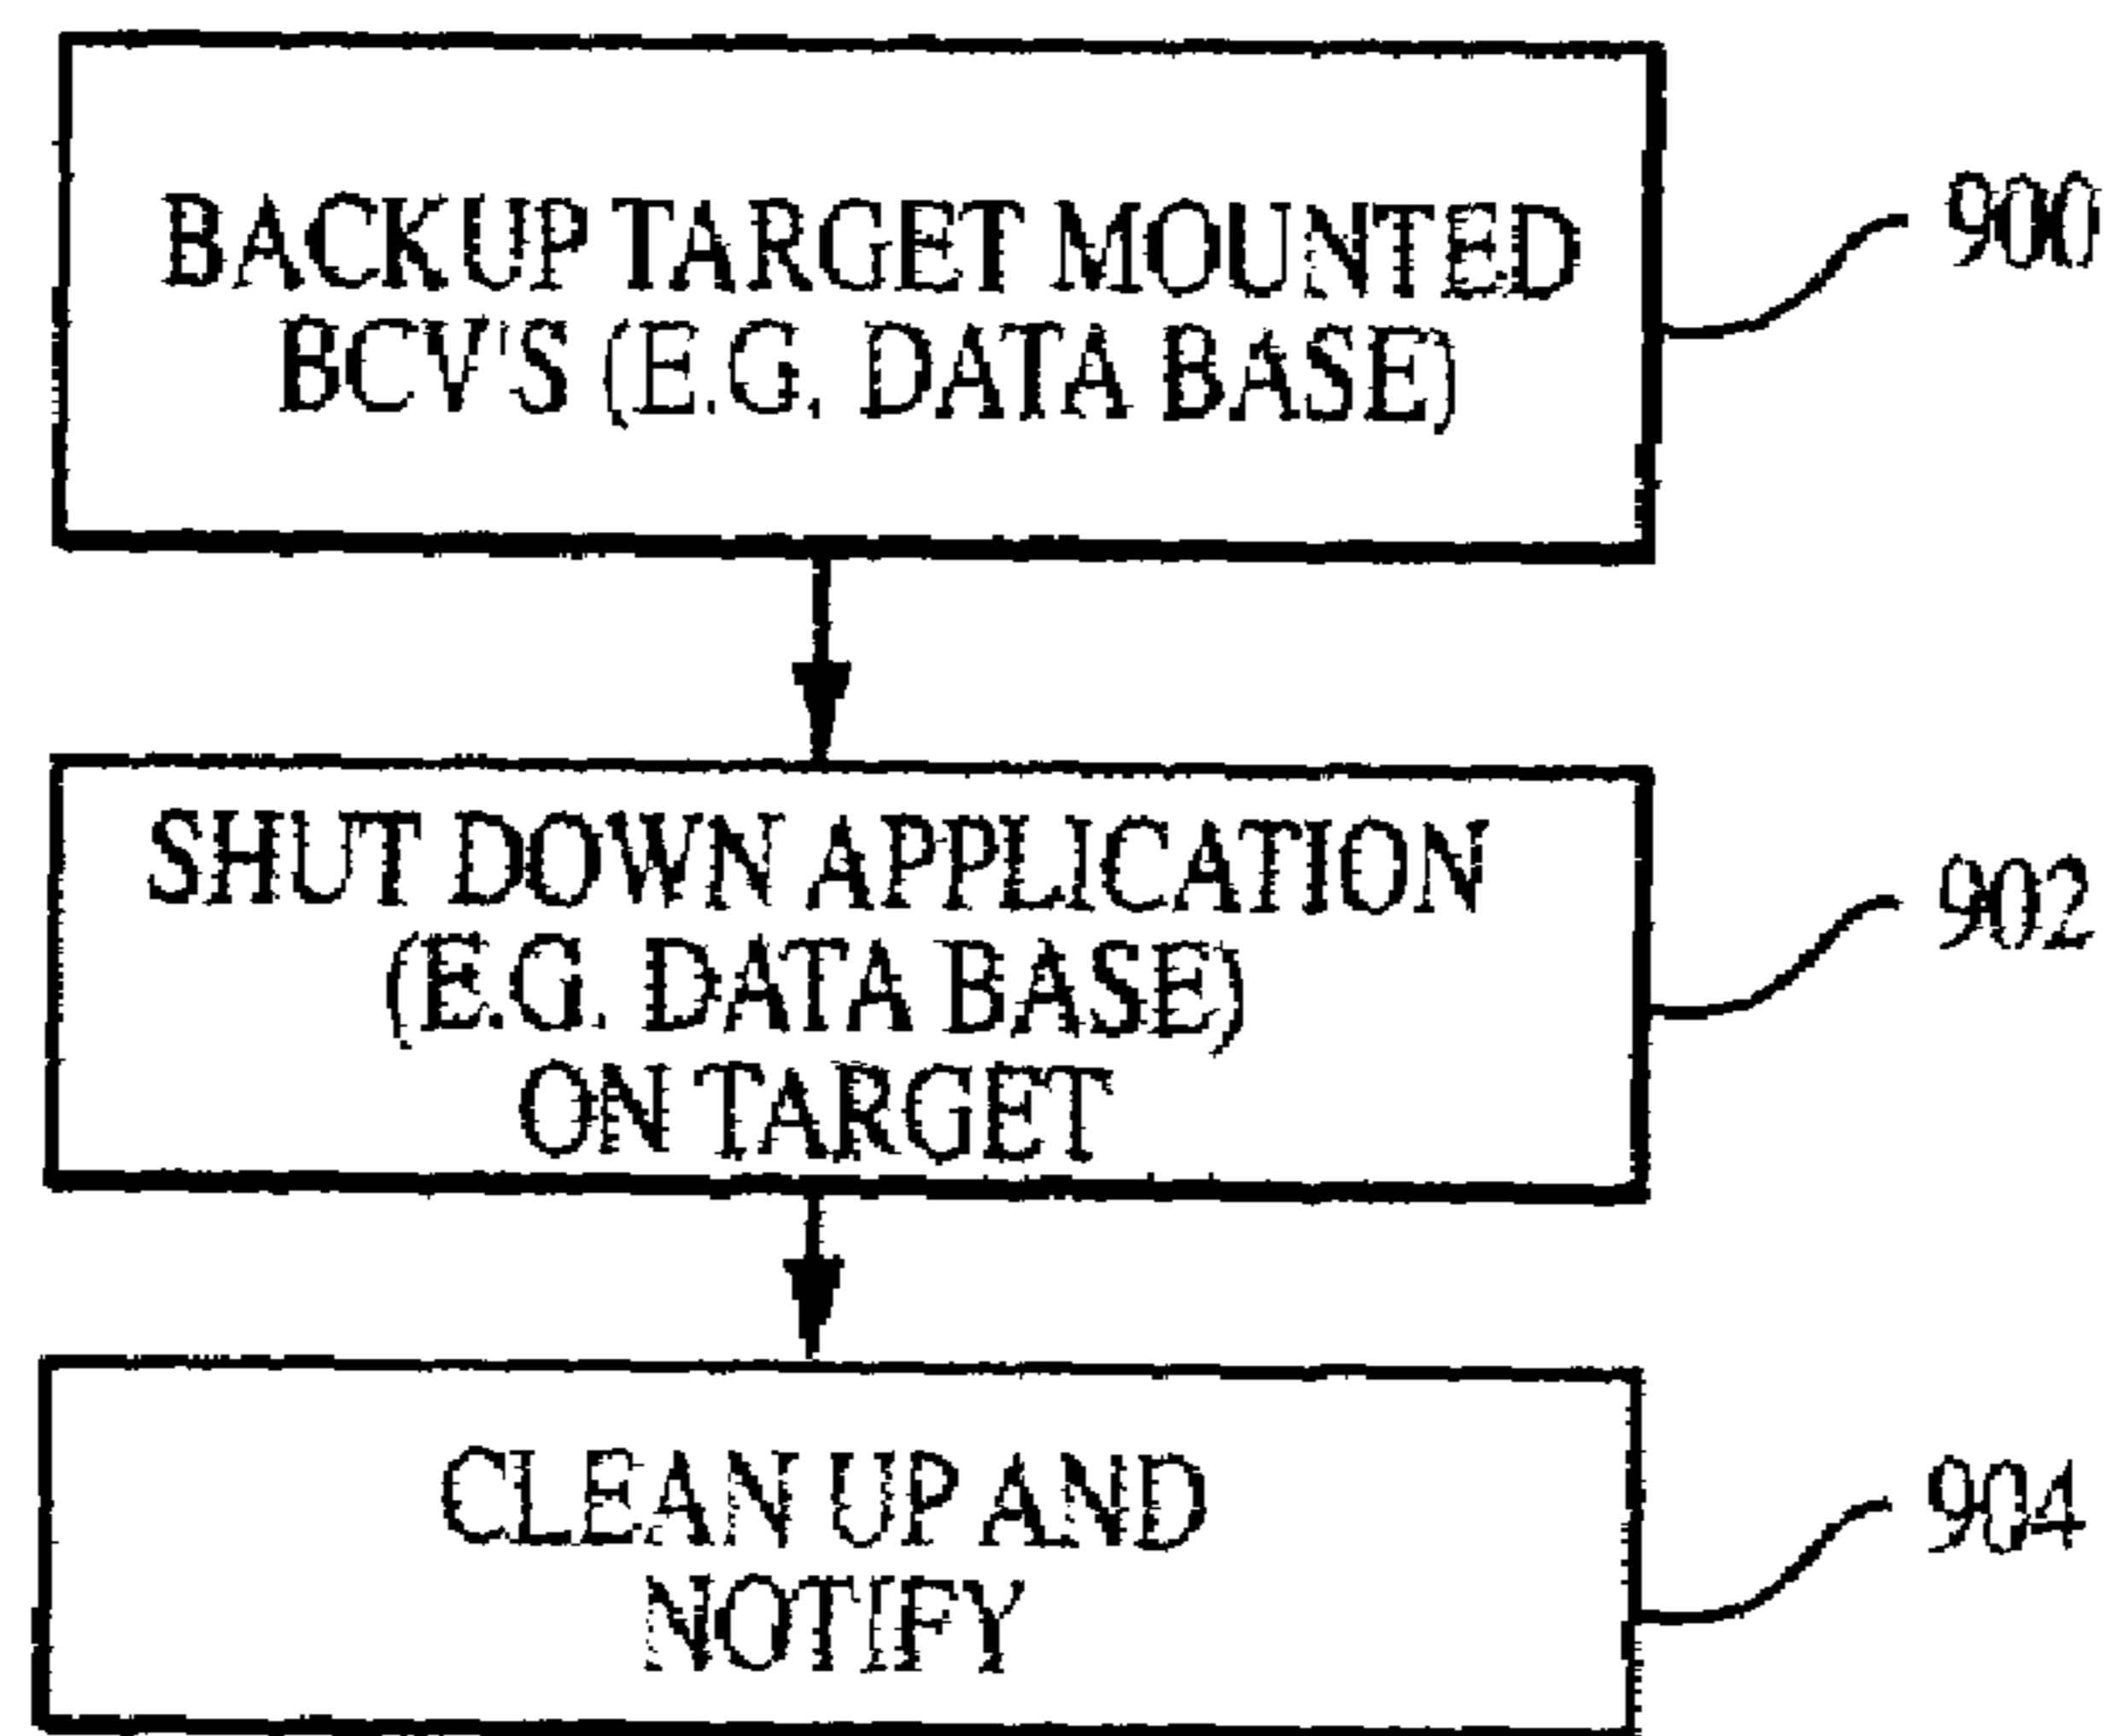 BACKUP TARGET MOUNTED
BCV'S (E.G. DATA BASE)
900
SHUT DOWN APPLICATION
(E.G. DATA BASE)
ON TARGET
902
CLEAN UP AND
NOTIFY
904